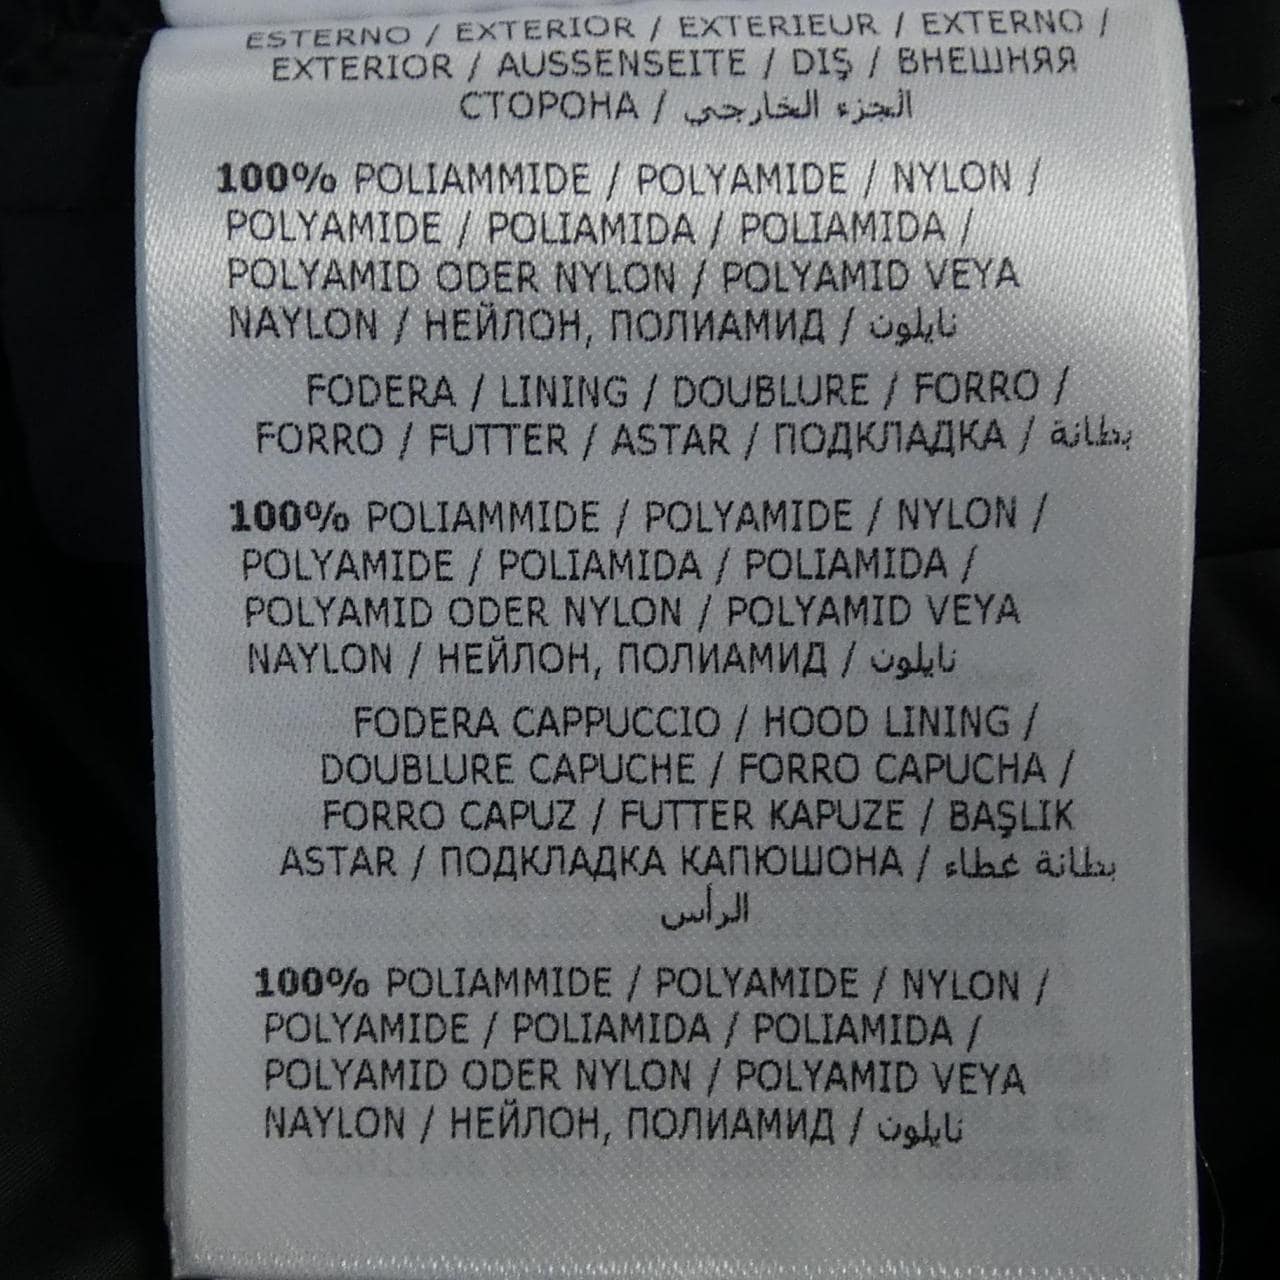 ESTERNO / EXTERIOR / EXTERIEUR / EXTERNO /
EXTERIOR / AUSSENSEITE / DIŞ / ВНЕШНЯЯ
СТОРОНА / الجزء الخارجي
100% POLIAMMIDE / POLYAMIDE / NYLON /
POLYAMIDE / POLIAMIDA / POLIAMIDA /
POLYAMID ODER NYLON / POLYAMID VEYA
NAYLON / НЕЙЛОН, ПОЛИАМИД / نايلون
FODERA / LINING / DOUBLURE / FORRO /
FORRO / FUTTER / ASTAR / ПОДКЛАДКА / بطانة
100% POLIAMMIDE / POLYAMIDE / NYLON /
POLYAMIDE / POLIAMIDA / POLIAMIDA /
POLYAMID ODER NYLON / POLYAMID VEYA
NAYLON / НЕЙЛОН, ПОЛИАМИД / نايلون
FODERA CAPPUCCIO / HOOD LINING /
DOUBLURE CAPUCHE / FORRO CAPUCHA /
FORRO CAPUZ / FUTTER KAPUZE / BAŞLIK
ASTAR / ПОДКЛАДКА КАПЮШОНА / بطانة غطاء
الرأس
100% POLIAMMIDE / POLYAMIDE / NYLON /
POLYAMIDE / POLIAMIDA / POLIAMIDA /
POLYAMID ODER NYLON / POLYAMID VEYA
NAYLON / НЕЙЛОН, ПОЛИАМИД / نايلون